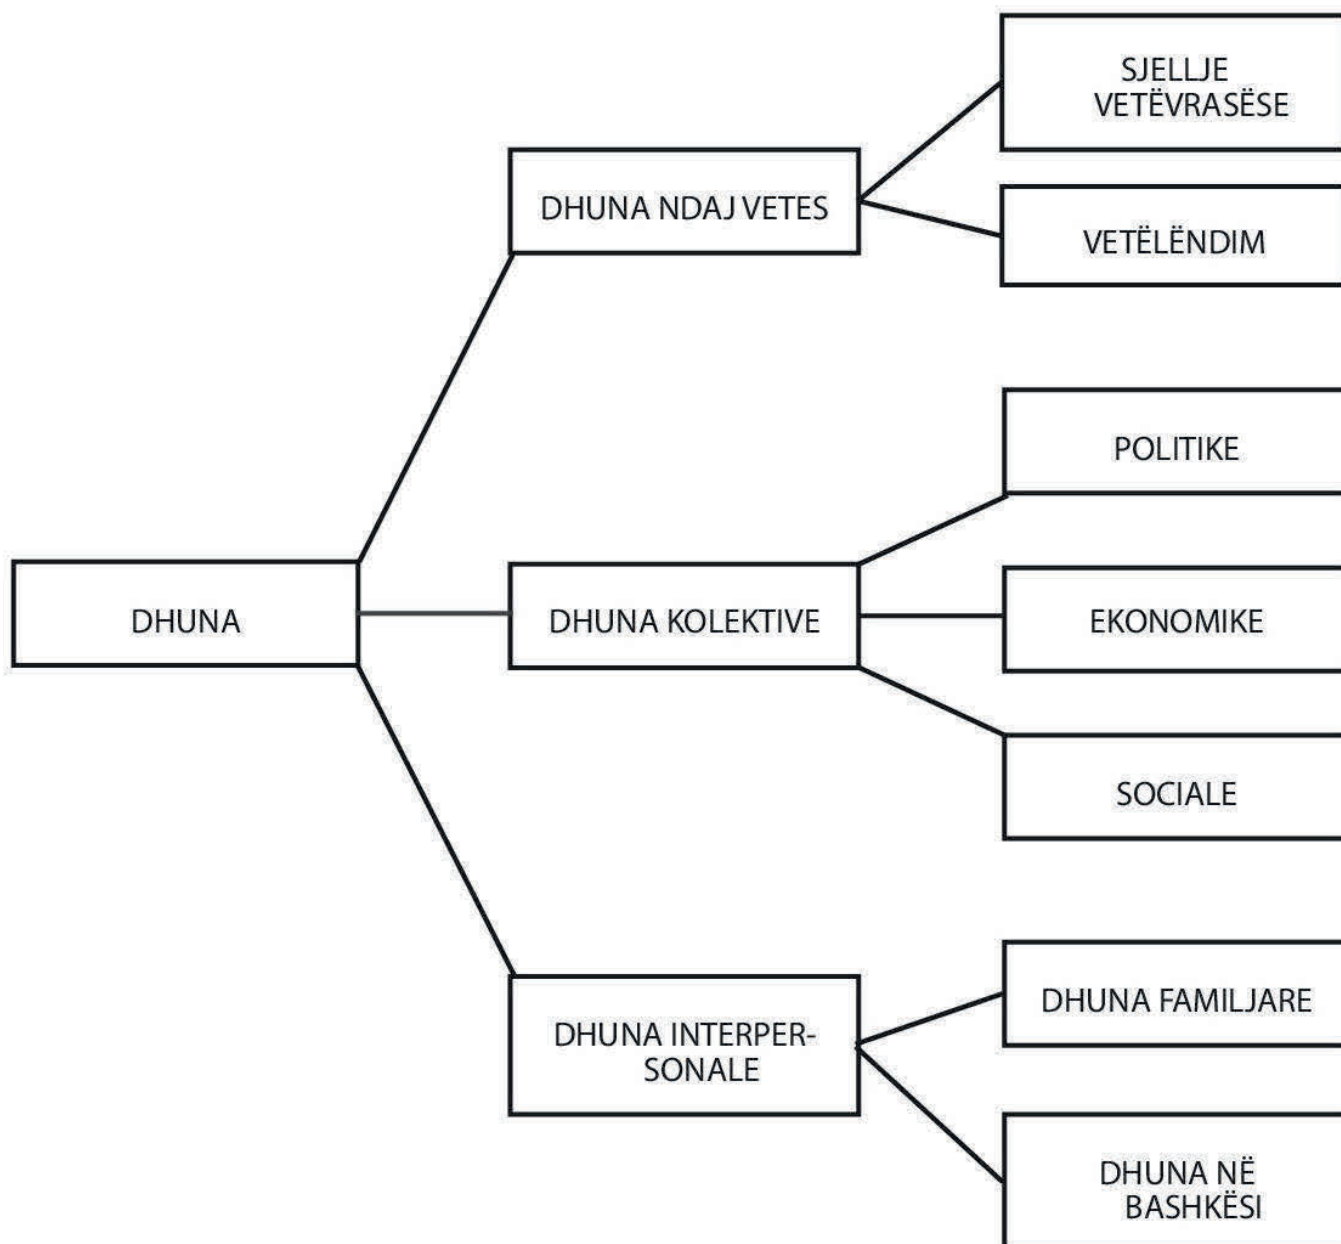 SJELLJE
VETËVRASËSE
DHUNA NDAJ VETES
VETËLËNDIM
POLITIKE
DHUNA
DHUNA KOLEKTIVE
EKONOMIKE
SOCIALE
DHUNA FAMILJARE
DHUNA INTERPER-
SONALE
DHUNA NË
BASHKËSI